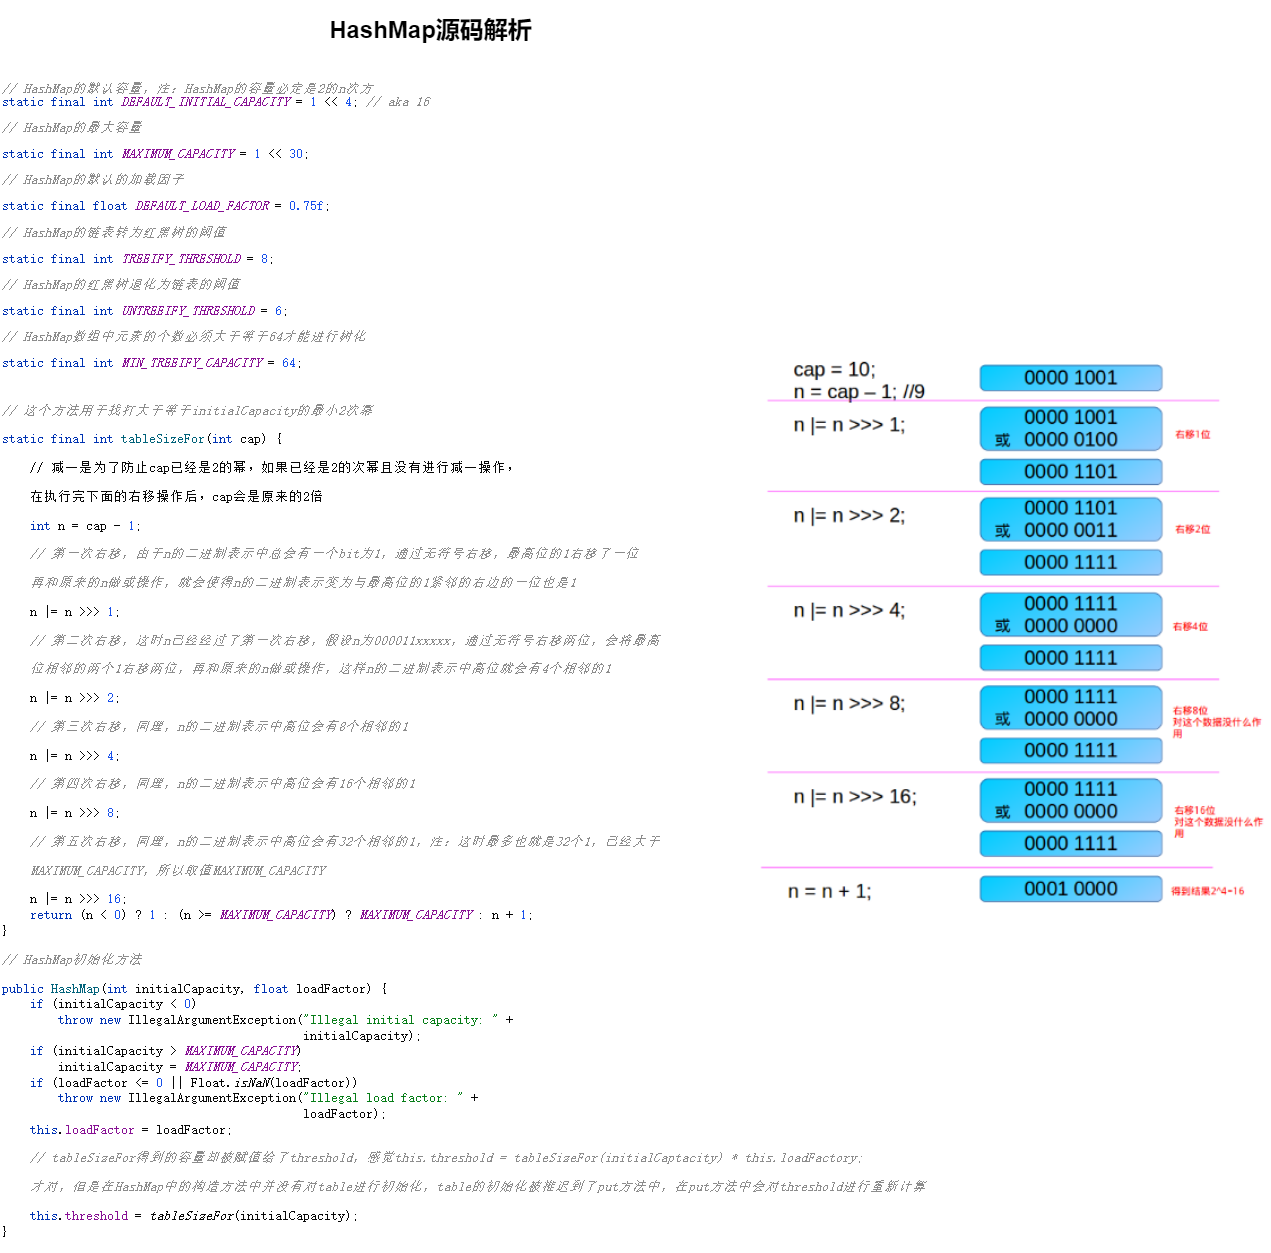 HashMap源码解析
// HashMap的默认容量，注：HashMap的容量必定是2的n次方
static final int DEFAULT_INITIAL_CAPACITY = 1 << 4; // aka 16
// HashMap的最大容量
static final int MAXIMUM_CAPACITY = 1 << 30;
// HashMap的默认的加载因子
static final float DEFAULT_LOAD_FACTOR = 0.75f;
// HashMap的链表转为红黑树的阀值
static final int TREEIFY_THRESHOLD = 8;
// HashMap的红黑树退化为链表的阀值
static final int UNTREEIFY_THRESHOLD = 6;
// HashMap数组中元素的个数必须大于等于64才能进行树化
static final int MIN_TREEIFY_CAPACITY = 64;
// 这个方法用于找打大于等于initialCapacity的最小2次幂
static final int tableSizeFor(int cap) {
// 减一是为了防止cap已经是2的幂，如果已经是2的次幂且没有进行减一操作，
在执行完下面的右移操作后，cap会是原来的2倍
int n = cap - 1;
// 第一次右移，由于n的二进制表示中总会有一个bit为1，通过无符号右移，最高位的1右移了一位
再和原来的n做或操作，就会使得n的二进制表示变为与最高位的1紧邻的右边的一位也是1
n |= n >>> 1;
// 第二次右移，这时n已经经过了第一次右移，假设n为000011xxxxx，通过无符号右移两位，会将最高
位相邻的两个1右移两位，再和原来的n做或操作，这样n的二进制表示中高位就会有4个相邻的1
n |= n >>> 2;
// 第三次右移，同理，n的二进制表示中高位会有8个相邻的1
n |= n >>> 4;
// 第四次右移，同理，n的二进制表示中高位会有16个相邻的1
n |= n >>> 8;
// 第五次右移，同理，n的二进制表示中高位会有32个相邻的1，注：这时最多也就是32个1，已经大于
MAXIMUM_CAPACITY，所以取值MAXIMUM_CAPACITY
n |= n >>> 16;
return (n < 0) ? 1 : (n >= MAXIMUM_CAPACITY) ? MAXIMUM_CAPACITY : n + 1;
}
// HashMap初始化方法
public HashMap(int initialCapacity, float loadFactor) {
if (initialCapacity < 0)
throw new IllegalArgumentException("Illegal initial capacity: " +
initialCapacity);
if (initialCapacity > MAXIMUM_CAPACITY)
initialCapacity = MAXIMUM_CAPACITY;
if (loadFactor <= 0 || Float.isNaN(loadFactor))
throw new IllegalArgumentException("Illegal load factor: " +
loadFactor);
this.loadFactor = loadFactor;
// tableSizeFor得到的容量却被赋值给了threshold，感觉this.threshold = tableSizeFor(initialCaptacity) * this.loadFactory;
才对，但是在HashMap中的构造方法中并没有对table进行初始化，table的初始化被推迟到了put方法中，在put方法中会对threshold进行重新计算
this.threshold = tableSizeFor(initialCapacity);
}
cap = 10;
n = cap – 1; //9
0000 1001
n |= n >>> 1;
0000 1001
或 0000 0100
右移1位
0000 1101
n |= n >>> 2;
0000 1101
或 0000 0011
右移2位
0000 1111
n |= n >>> 4;
0000 1111
或 0000 0000
右移4位
0000 1111
n |= n >>> 8;
0000 1111
或 0000 0000
右移8位
对这个数据没什么作
用
0000 1111
n |= n >>> 16;
0000 1111
或 0000 0000
右移16位
对这个数据没什么作
用
0000 1111
n = n + 1;
0001 0000
得到结果2^4=16